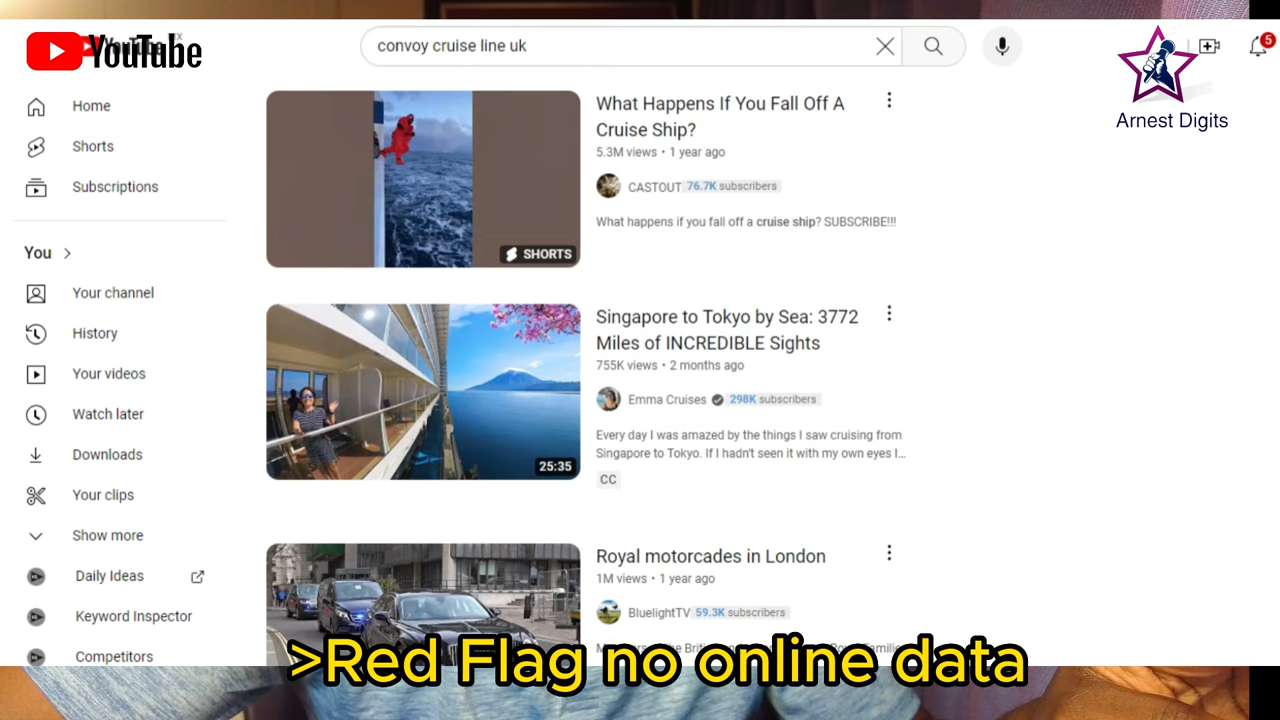 YouTube
convoy cruise line uk
5
Arnest Digits
Home
Shorts
Subscriptions
You
Your channel
History
Your videos
Watch later
Downloads
Your clips
Show more
Daily Ideas
Keyword Inspector
Competitors
What Happens If You Fall Off A
Cruise Ship?
5.3M views • 1 year ago
CASTOUT 76.7K subscribers
What happens if you fall off a cruise ship? SUBSCRIBE!!!
SHORTS
Singapore to Tokyo by Sea: 3772
Miles of INCREDIBLE Sights
755K views • 2 months ago
Emma Cruises 298K subscribers
Every day I was amazed by the things I saw cruising from
Singapore to Tokyo. If I hadn't seen it with my own eyes I...
CC
25:35
Royal motorcades in London
1M views • 1 year ago
BluelightTV 59.3K subscribers
>Red Flag no online data